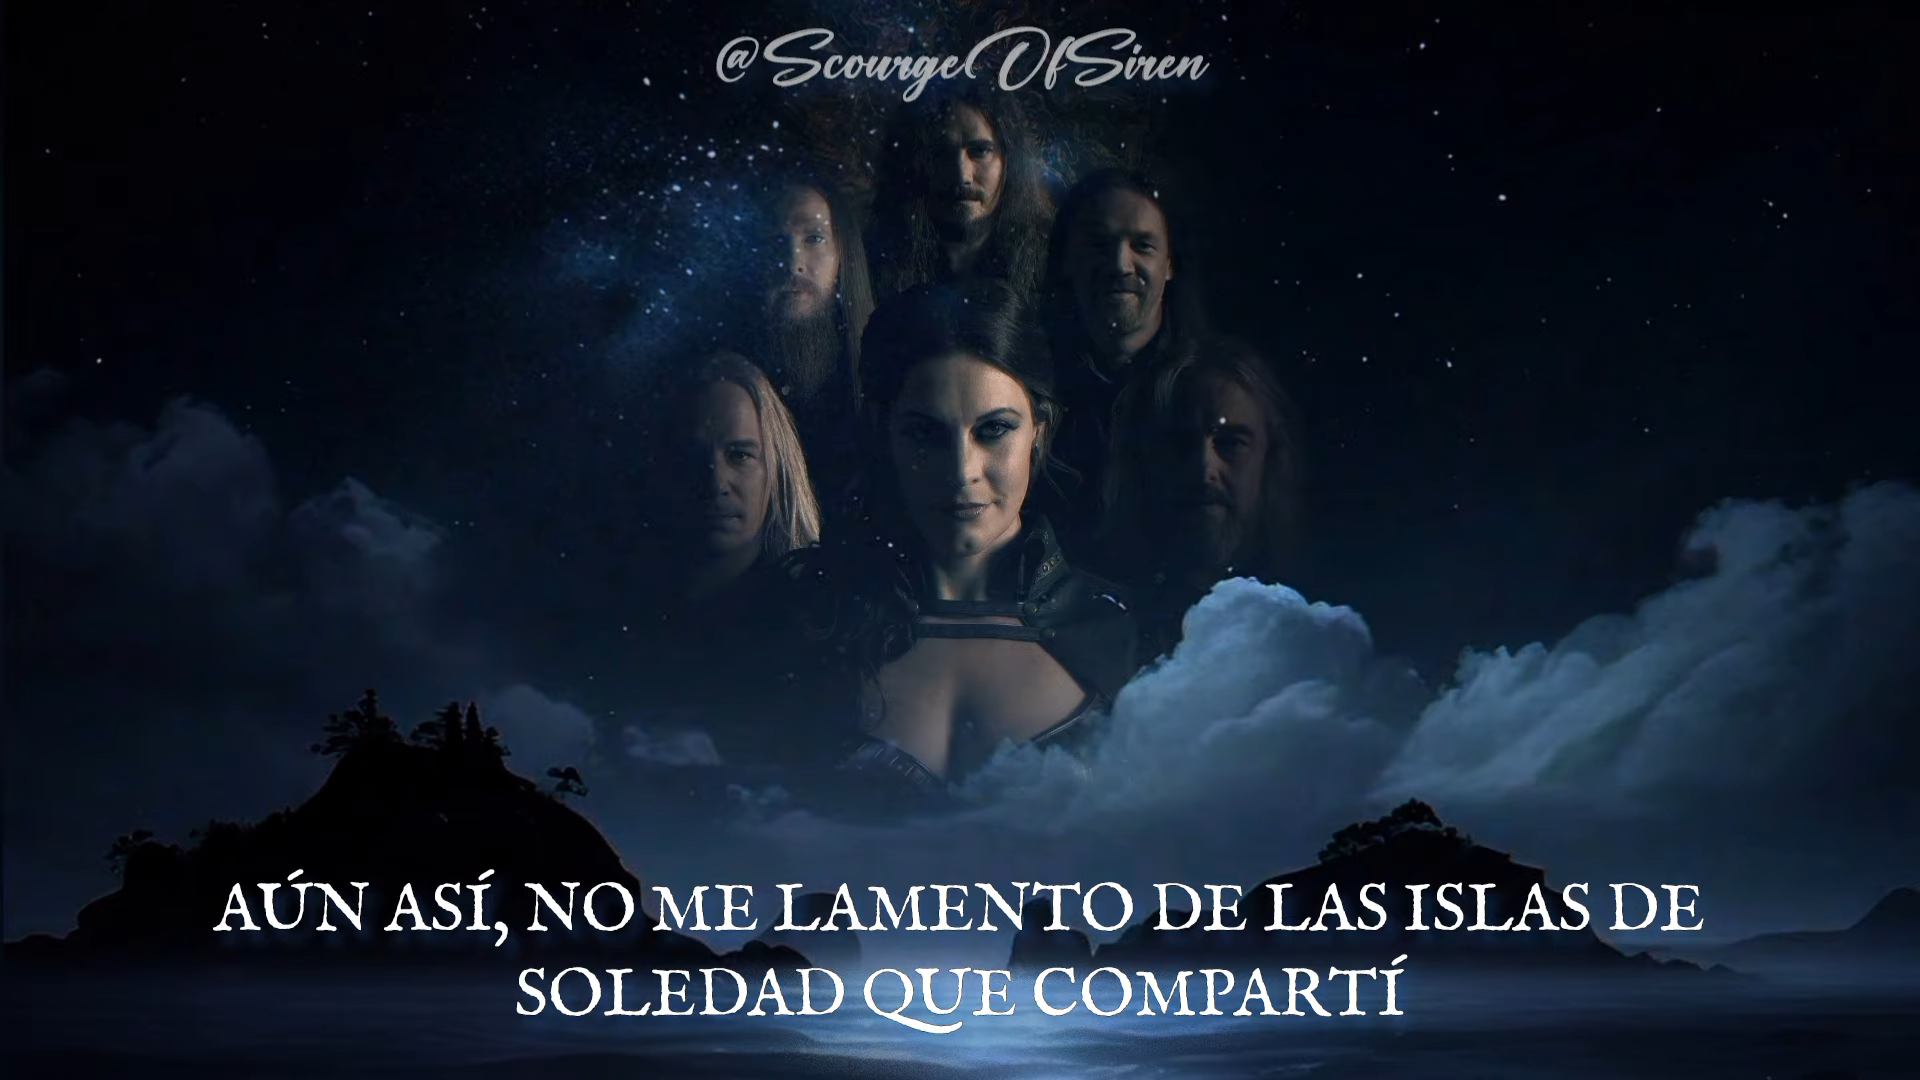 @ScourgeOfSiren
AÚN ASÍ, NO ME LAMENTO DE LAS ISLAS DE
SOLEDAD QUE COMPARTÍ